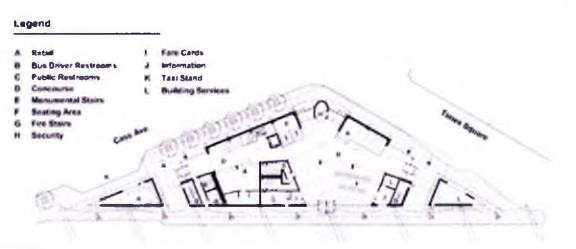 Legend
A Retail
B Bus Driver Restrooms
C Public Restrooms
D Concourse
E Monumental Stairs
F Seating Area
G Fire Stairs
H Security
I Fare Cards
J Information
K Taxi Stand
L Building Services
Cass Ave.
Times Square